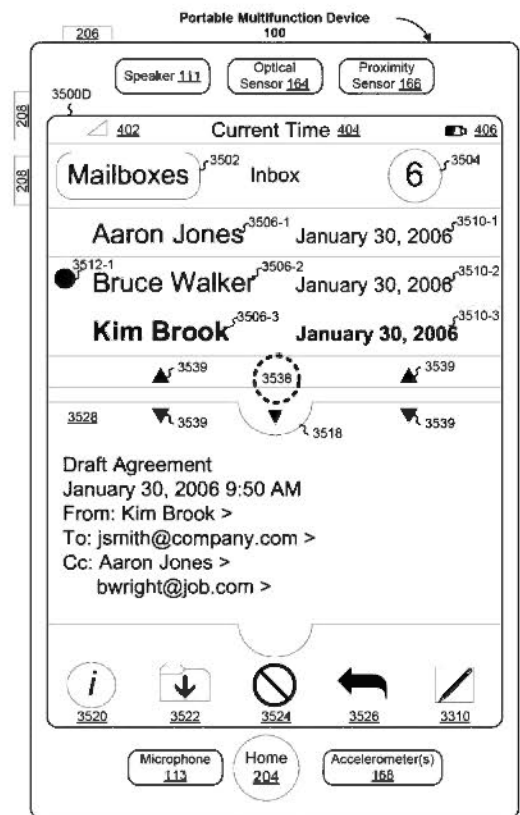 Portable Multifunction Device
100
206
Speaker 111
Optical Sensor 164
Proximity Sensor 166
3500D
208
208
402 Current Time 404 406
Mailboxes 3502 Inbox 6 3504
Aaron Jones 3506-1 January 30, 2006 3510-1
3512-1 Bruce Walker 3506-2 January 30, 2006 3510-2
Kim Brook 3506-3 January 30, 2006 3510-3
3539 3538 3539
3528 3539 3518 3539
Draft Agreement
January 30, 2006 9:50 AM
From: Kim Brook >
To: jsmith@company.com >
Cc: Aaron Jones >
bwright@job.com >
i
3520 3522 3524 3526 3310
Microphone 113
Home 204
Accelerometer(s) 168